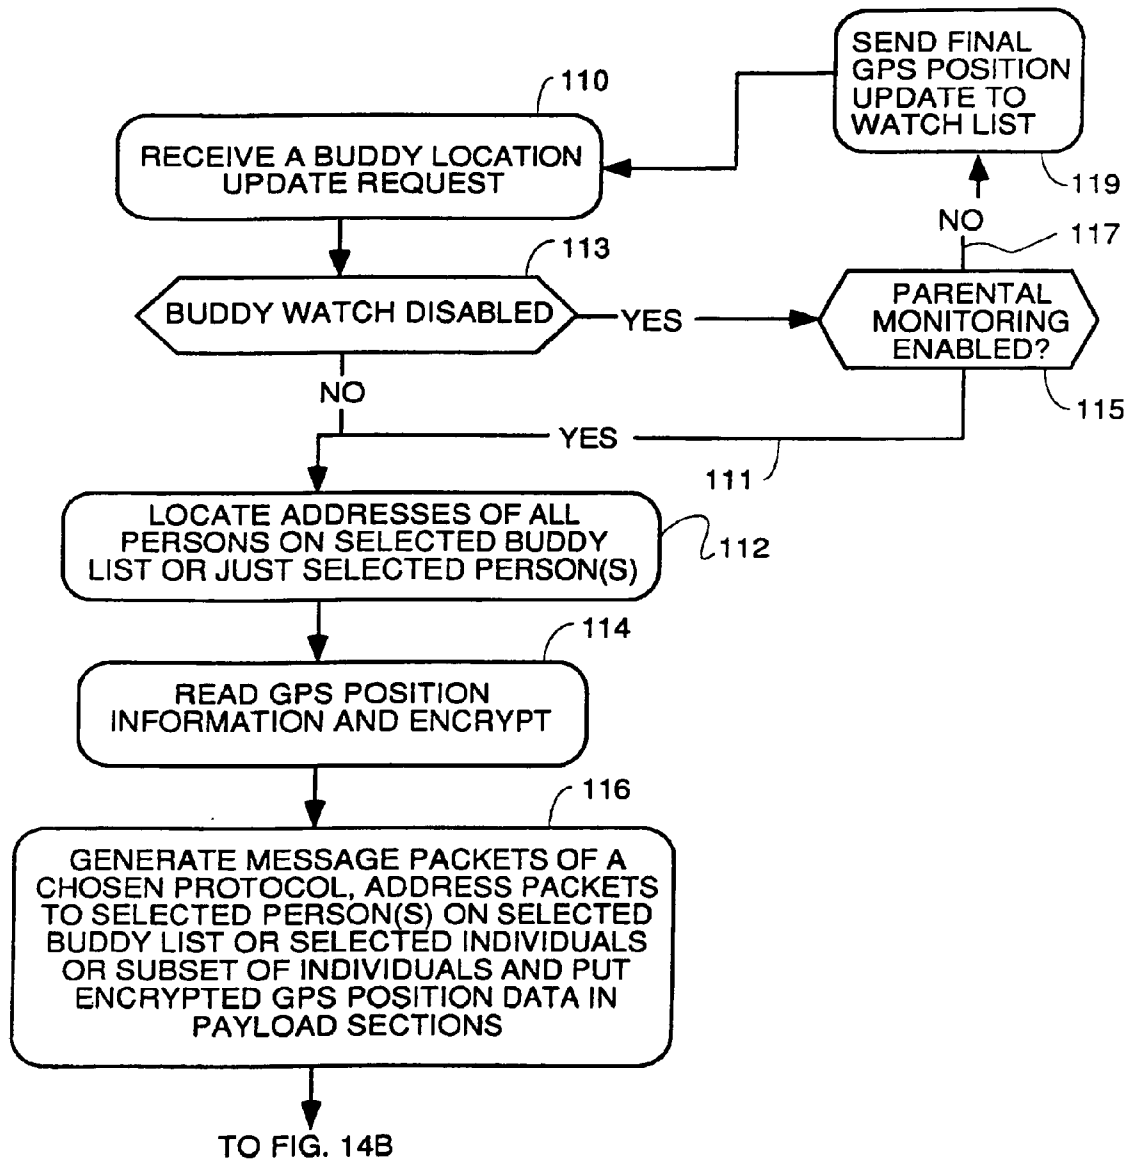 SEND FINAL
GPS POSITION
UPDATE TO
WATCH LIST
119
110
RECEIVE A BUDDY LOCATION
UPDATE REQUEST
NO
117
113
BUDDY WATCH DISABLED
YES
PARENTAL
MONITORING
ENABLED?
115
NO
YES
111
LOCATE ADDRESSES OF ALL
PERSONS ON SELECTED BUDDY
LIST OR JUST SELECTED PERSON(S)
112
114
READ GPS POSITION
INFORMATION AND ENCRYPT
116
GENERATE MESSAGE PACKETS OF A
CHOSEN PROTOCOL, ADDRESS PACKETS
TO SELECTED PERSON(S) ON SELECTED
BUDDY LIST OR SELECTED INDIVIDUALS
OR SUBSET OF INDIVIDUALS AND PUT
ENCRYPTED GPS POSITION DATA IN
PAYLOAD SECTIONS
TO FIG. 14B